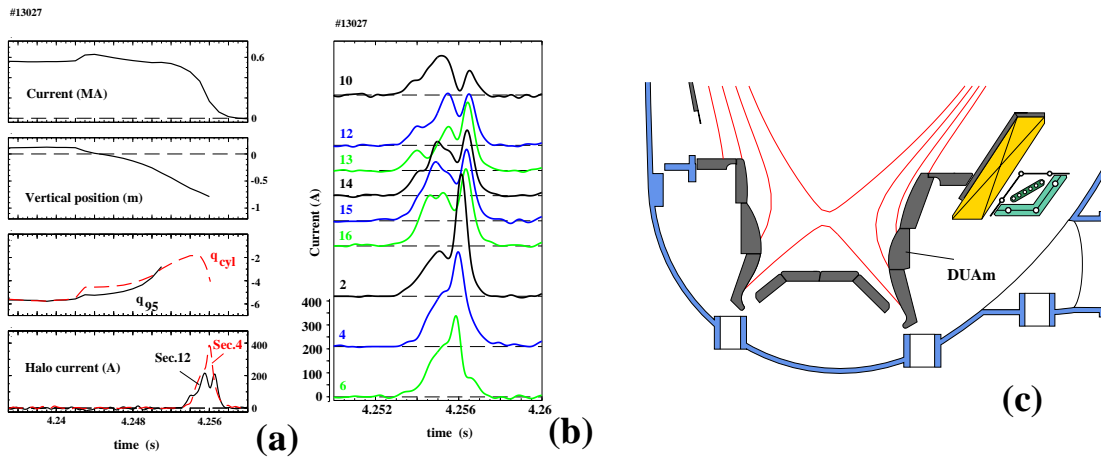 #13027
Current (MA)
0.6
0
Vertical position (m)
0
-0.5
-1
q95
qcyl
-2
-4
-6
Halo current (A)
Sec.12
Sec.4
400
200
0
4.24
4.248
4.256
time (s)
(a)
#13027
10
12
13
14
15
16
2
4
6
Current (A)
400
300
200
100
0
4.252
4.256
4.26
time (s)
(b)
DUAm
(c)